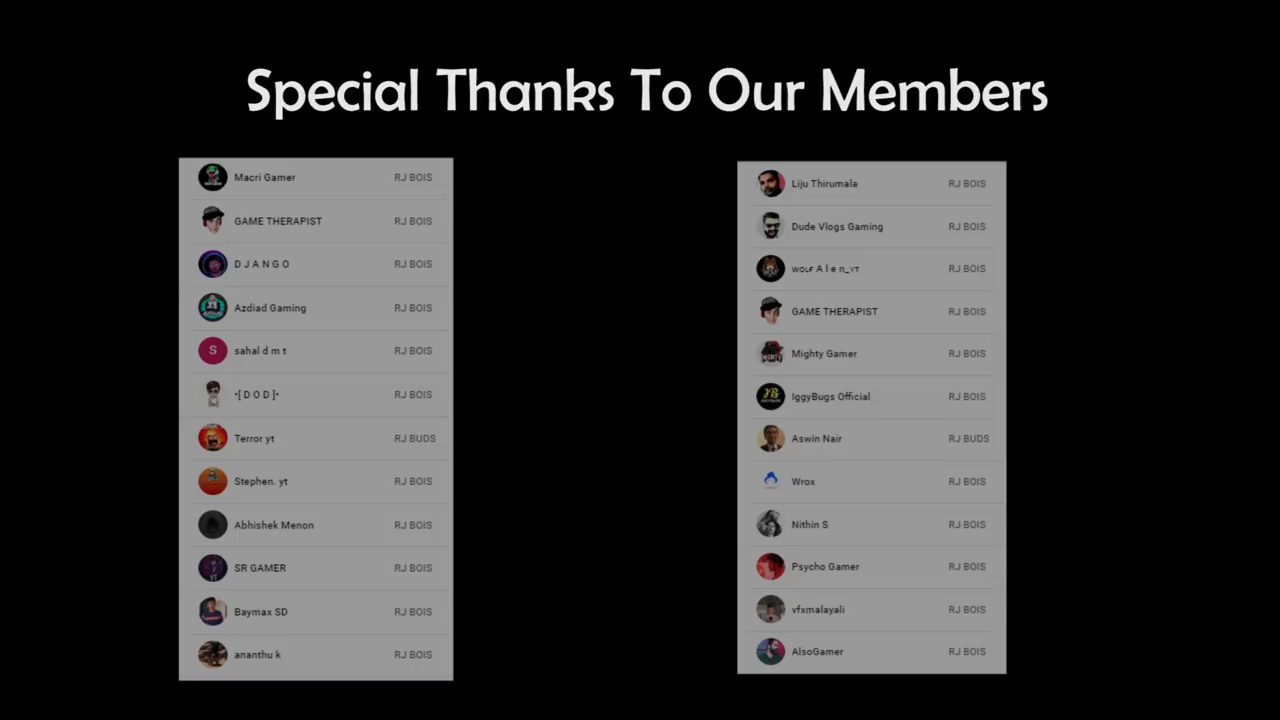 Special Thanks To Our Members
Macri Gamer RJ BOIS
GAME THERAPIST RJ BOIS
D J A N G O RJ BOIS
Azdiad Gaming RJ BOIS
S sahal d m t RJ BOIS
•[ D O D ]• RJ BOIS
Terror yt RJ BUDS
Stephen. yt RJ BOIS
Abhishek Menon RJ BOIS
SR GAMER RJ BOIS
Baymax SD RJ BOIS
ananthu k RJ BOIS
Liju Thirumala RJ BOIS
Dude Vlogs Gaming RJ BOIS
ᴡᴏʟғ A l e n_ʏᴛ RJ BOIS
GAME THERAPIST RJ BOIS
Mighty Gamer RJ BOIS
IggyBugs Official RJ BOIS
Aswin Nair RJ BUDS
Wrox RJ BOIS
Nithin S RJ BOIS
Psycho Gamer RJ BOIS
vfxmalayali RJ BOIS
AlsoGamer RJ BOIS